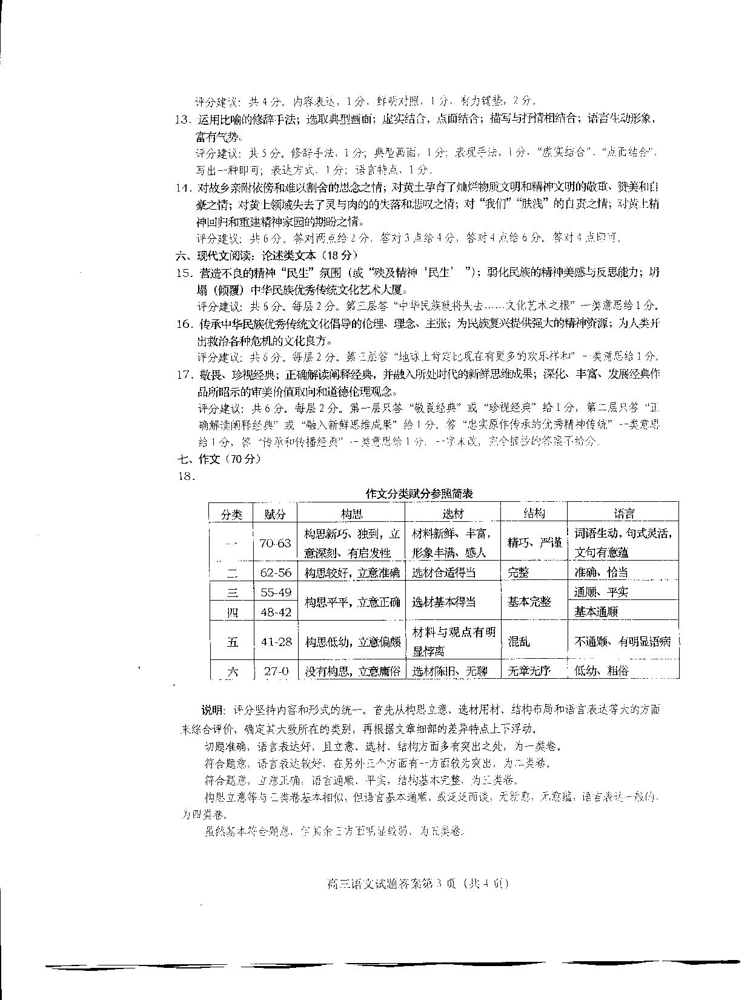 评分建议：共4分。内容表达，1分，鲜明对照，1分，有力铺垫，2分。
13．运用比喻的修辞手法；选取典型画面；虚实结合，点面结合；描写与抒情相结合；语言生动形象，
富有气势。
评分建议：共5分。修辞手法，1分；典型画面，1分；表现手法，1分，“虚实结合”、“点面结合”，
写出一种即可；表达方式，1分；语言特点，1分。
14．对故乡亲附依傍和难以割舍的思念之情；对黄土孕育了灿烂物质文明和精神文明的敬重、赞美和自
豪之情；对黄土领域失去了灵与肉的的失落和悲叹之情；对“我们”“肤浅”的自责之情；对黄土精
神回归和重建精神家园的期盼之情。
评分建议：共6分。答对两点给2分，答对3点给4分，答对4点给6分。答对4点即可。
六、现代文阅读：论述类文本（18分）
15．营造不良的精神“民生”氛围（或“殃及精神‘民生’”）；弱化民族的精神美感与反思能力；坍
塌（倾覆）中华民族优秀传统文化艺术大厦。
评分建议：共6分。每层2分。第三层答“中华民族就将失去……文化艺术之根”一类意思给1分。
16．传承中华民族优秀传统文化倡导的伦理、理念、主张；为民族复兴提供强大的精神资源；为人类开
出救治各种危机的文化良方。
评分建议：共6分。每层2分。第三层答“地球上肯定比现在有更多的欢乐祥和”一类意思给1分。
17．敬畏、珍视经典；正确解读阐释经典，并融入所处时代的新鲜思维成果；深化、丰富、发展经典作
品所昭示的审美价值取向和道德伦理观念。
评分建议：共6分。每层2分。第一层只答“敬畏经典”或“珍视经典”给1分，第二层只答“正
确解读阐释经典”或“融入新鲜思维成果”给1分。答“忠实原作传承的优秀精神传统”一类意思
给1分，答“传承和传播经典”一类意思给1分。一字未改，完全摘抄的答案不给分。
七、作文（70分）
18．
作文分类赋分参照简表
分类 赋分 构思 选材 结构 语言
一 70-63 构思新巧、独到，立意深刻、有启发性 材料新鲜、丰富，形象丰满、感人 精巧、严谨 词语生动，句式灵活，文句有意蕴
二 62-56 构思较好，立意准确 选材合适得当 完整 准确、恰当
三 55-49 构思平平，立意正确 选材基本得当 基本完整 通顺、平实
四 48-42 基本通顺
五 41-28 构思低幼，立意偏颇 材料与观点有明显悖离 混乱 不通顺、有明显语病
六 27-0 没有构思，立意庸俗 选材陈旧、无聊 无章无序 低幼、粗俗
说明：评分坚持内容和形式的统一。首先从构思立意、选材用材、结构布局和语言表达等大的方面
来综合评价，确定其大致所在的类别，再根据文章细部的差异特点上下浮动。
切题准确，语言表达好，且立意、选材、结构方面多有突出之处，为一类卷。
符合题意，语言表达较好，在另外三个方面有一方面较为突出，为二类卷。
符合题意，立意正确，语言通顺、平实，结构基本完整，为三类卷。
构思立意等与三类卷基本相似，但语言基本通顺，或泛泛而谈，无新意，无意蕴，语言表达一般的，
为四类卷。
虽然基本符合题意，但其余三方面明显较弱，为五类卷。
高三语文试题答案第3页（共4页）